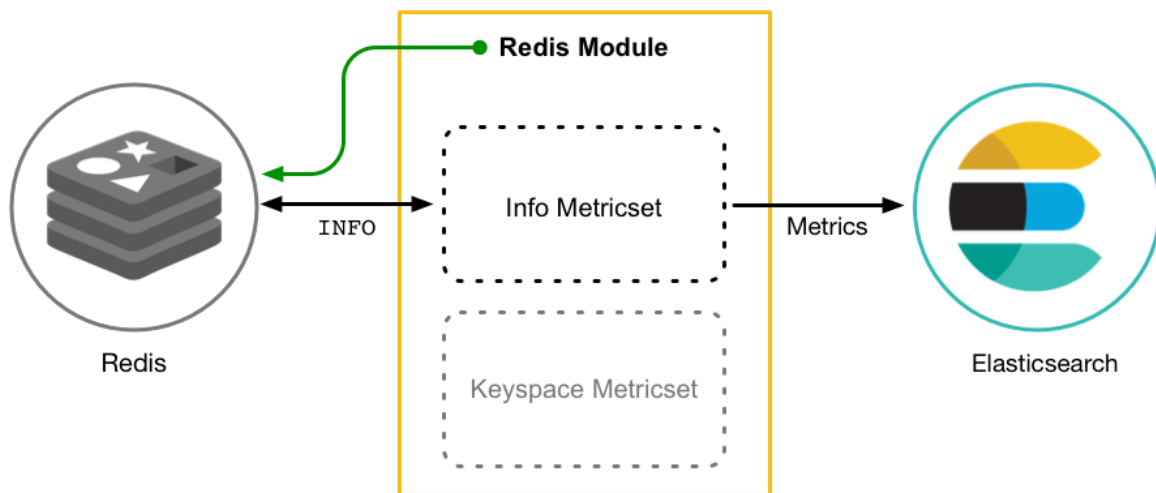 Redis Module
Info Metricset
INFO
Metrics
Redis
Elasticsearch
Keyspace Metricset